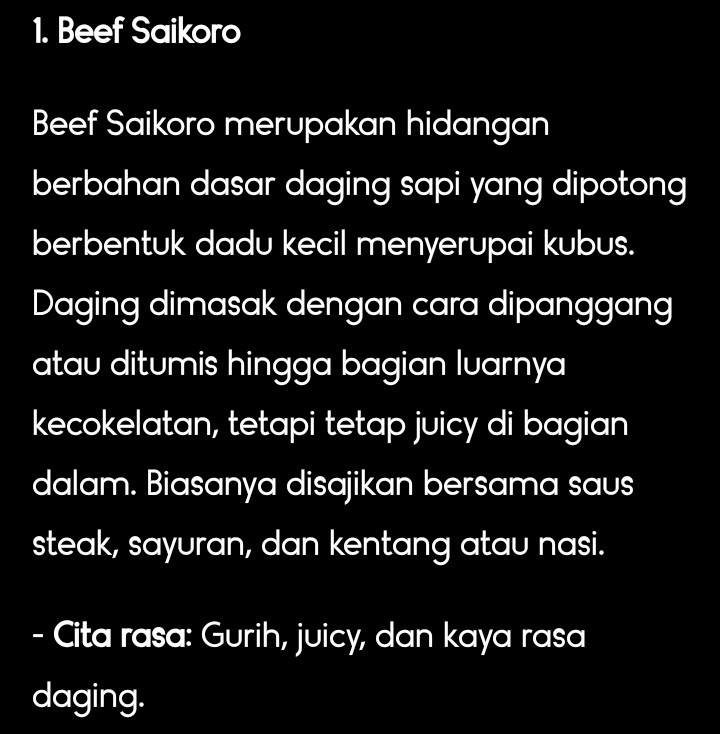 1. Beef Saikoro
Beef Saikoro merupakan hidangan
berbahan dasar daging sapi yang dipotong
berbentuk dadu kecil menyerupai kubus.
Daging dimasak dengan cara dipanggang
atau ditumis hingga bagian luarnya
kecokelatan, tetapi tetap juicy di bagian
dalam. Biasanya disajikan bersama saus
steak, sayuran, dan kentang atau nasi.
- Cita rasa: Gurih, juicy, dan kaya rasa
daging.